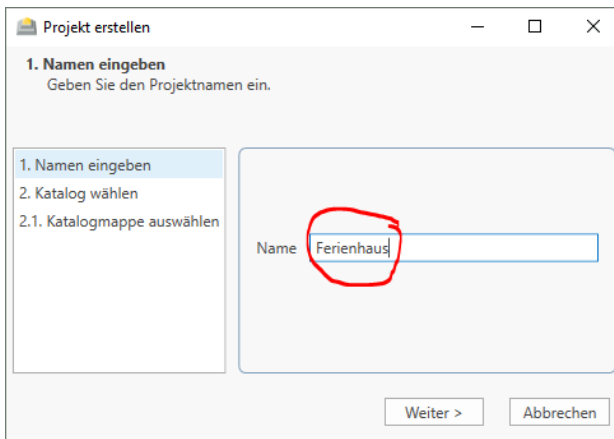 Projekt erstellen
1. Namen eingeben
Geben Sie den Projektnamen ein.
1. Namen eingeben
2. Katalog wählen
2.1. Katalogmappe auswählen
Name Ferienhaus
Weiter > Abbrechen